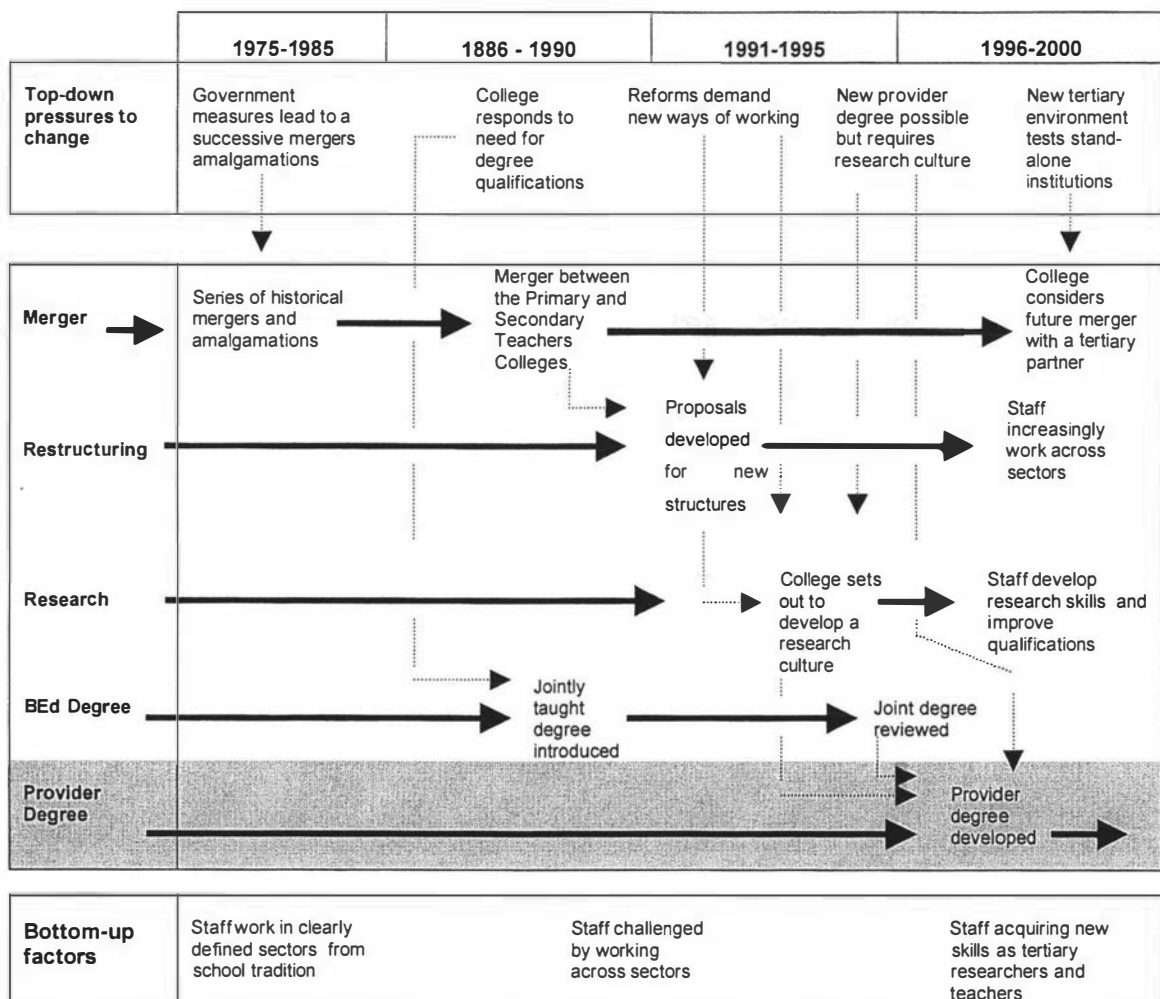 1975-1985
1886 - 1990
1991-1995
1996-2000
Top-down
pressures to
change
Government
measures lead to a
successive mergers
amalgamations
College
responds to
need for
degree
qualifications
Reforms demand
new ways of working
New provider
degree possible
but requires
research culture
New tertiary
environment
tests stand-
alone
institutions
Merger
Series of historical
mergers and
amalgamations
Merger between
the Primary and
Secondary
Teachers
Colleges
College
considers
future merger
with a tertiary
partner
Restructuring
Proposals
developed
for new
structures
Staff
increasingly
work across
sectors
Research
College sets
out to
develop a
research
culture
Staff develop
research skills and
improve
qualifications
BEd Degree
Jointly
taught
degree
introduced
Joint degree
reviewed
Provider
Degree
Provider
degree
developed
Bottom-up
factors
Staff work in clearly
defined sectors from
school tradition
Staff challenged
by working
across sectors
Staff acquiring new
skills as tertiary
researchers and
teachers